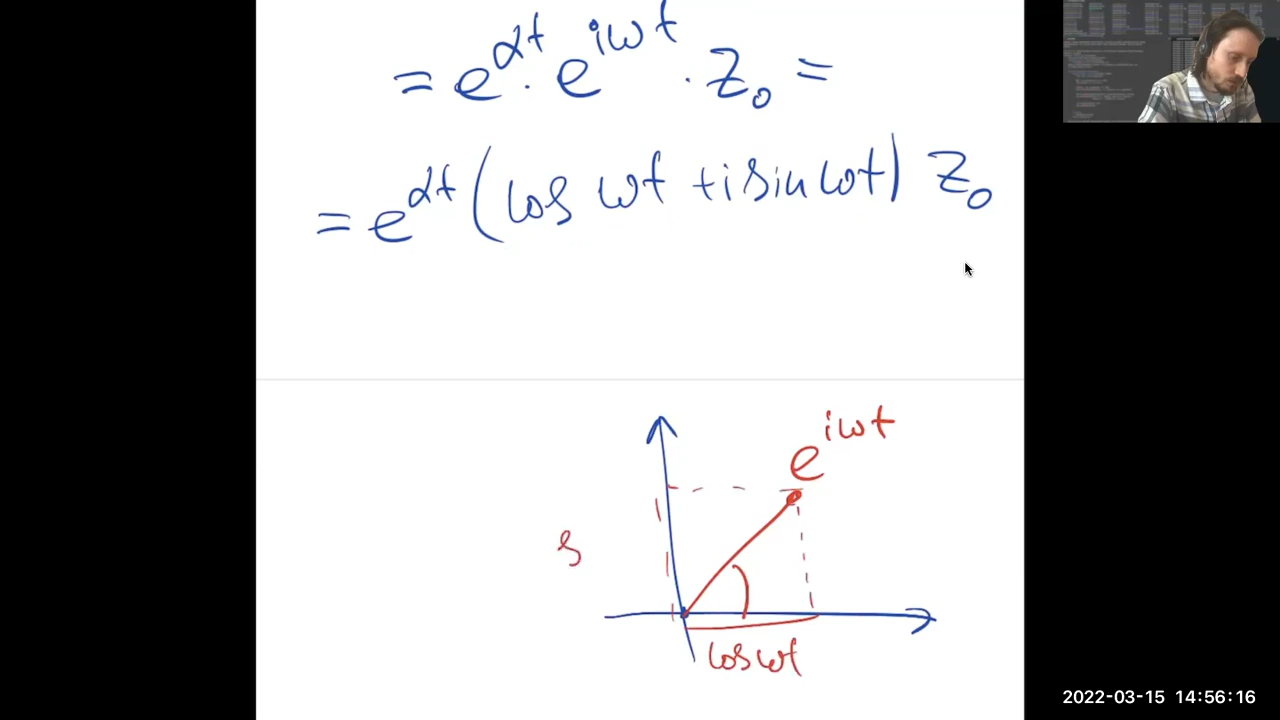 = e^{αt} · e^{iωt} · z₀ =
= e^{αt} (cos ωt + i sin ωt) z₀
e^{iωt}
s
cos ωt
2022-03-15 14:56:16